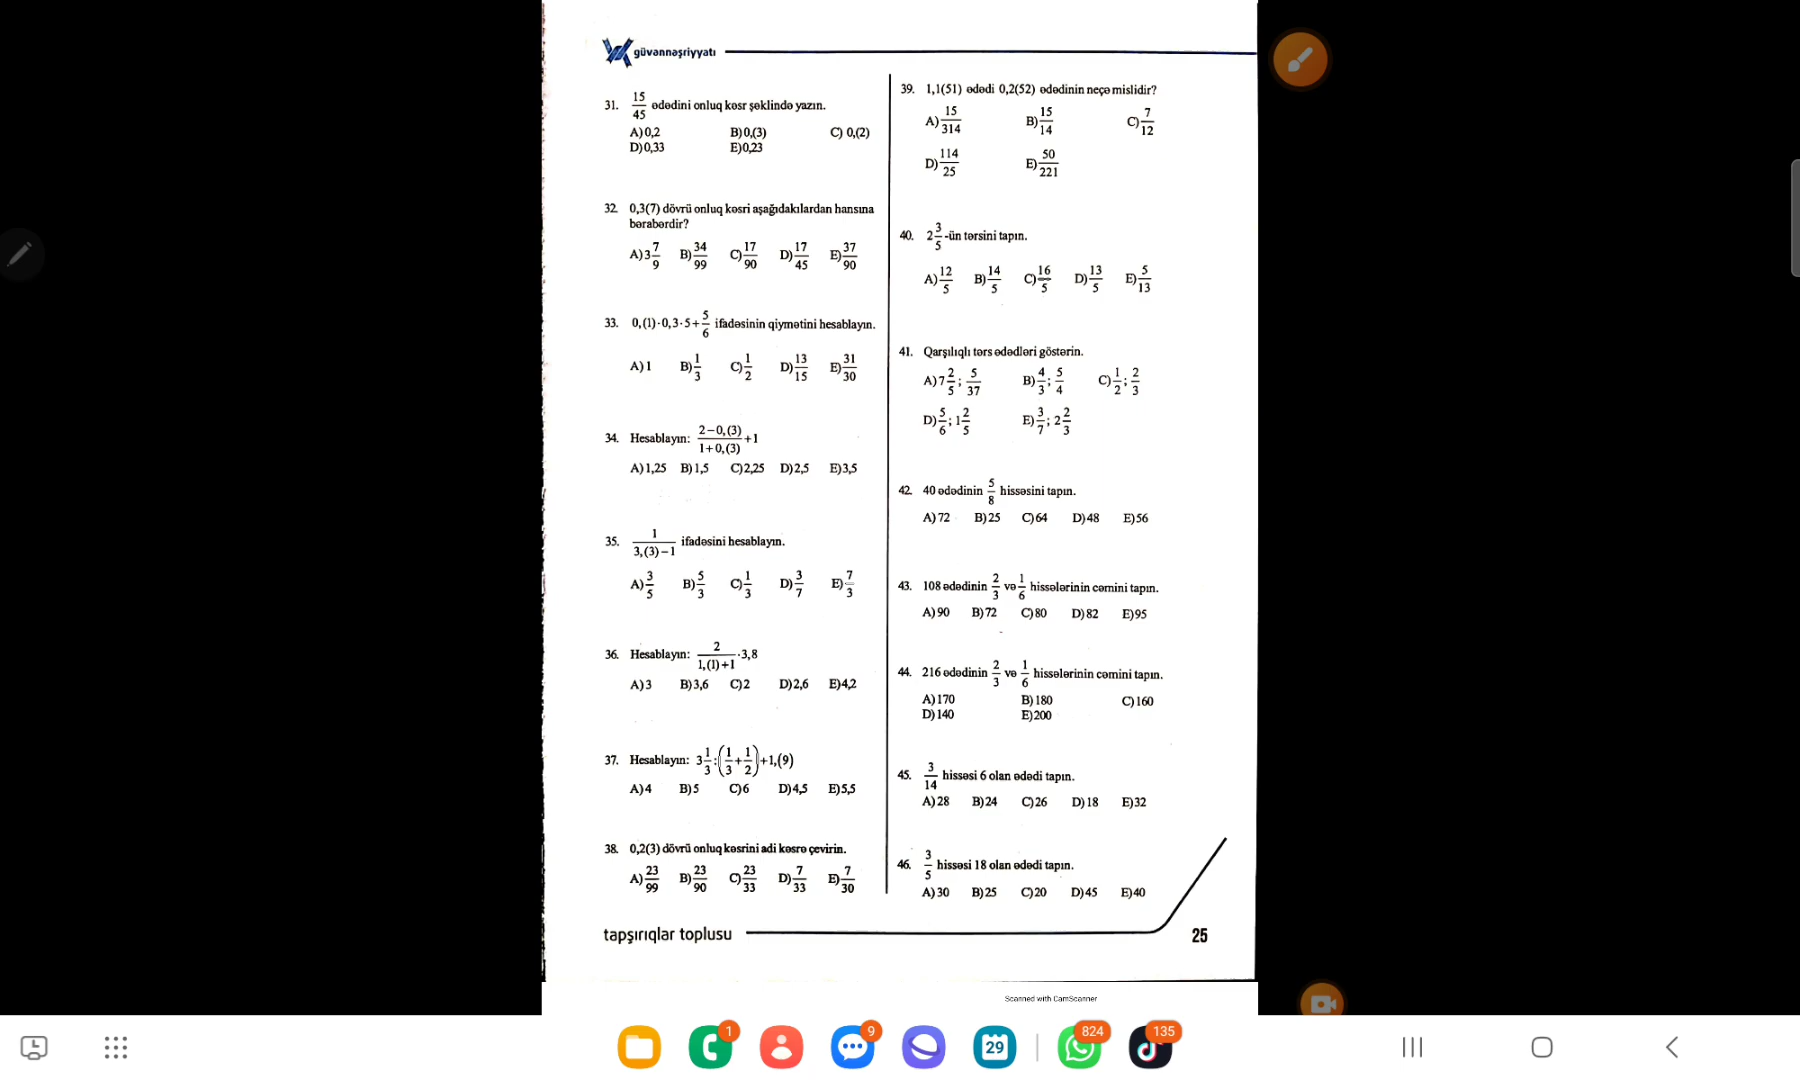 güvənnəşriyyatı
31. 15/45 ədədini onluq kəsr şəklində yazın.
A) 0,2 B) 0,(3) C) 0,(2)
D) 0,33 E) 0,23
32. 0,3(7) dövrü onluq kəsri aşağıdakılardan hansına
bərabərdir?
A) 3 7/9 B) 34/99 C) 17/90 D) 17/45 E) 37/90
33. 0,(1)·0,3·5+5/6 ifadəsinin qiymətini hesablayın.
A) 1 B) 1/3 C) 1/2 D) 13/15 E) 31/30
34. Hesablayın: (2−0,(3))/(1+0,(3))+1
A) 1,25 B) 1,5 C) 2,25 D) 2,5 E) 3,5
35. 1/(3,(3)−1) ifadəsini hesablayın.
A) 3/5 B) 5/3 C) 1/3 D) 3/7 E) 7/3
36. Hesablayın: 2/(1,(1)+1)·3,8
A) 3 B) 3,6 C) 2 D) 2,6 E) 4,2
37. Hesablayın: 3 1/3:(1/3+1/2)+1,(9)
A) 4 B) 5 C) 6 D) 4,5 E) 5,5
38. 0,2(3) dövrü onluq kəsrini adi kəsrə çevirin.
A) 23/99 B) 23/90 C) 23/33 D) 7/33 E) 7/30
39. 1,1(51) ədədi 0,2(52) ədədinin neçə mislidir?
A) 15/314 B) 15/14 C) 7/12
D) 114/25 E) 50/221
40. 2 3/5-ün tərsini tapın.
A) 12/5 B) 14/5 C) 16/5 D) 13/5 E) 5/13
41. Qarşılıqlı tərs ədədləri göstərin.
A) 7 2/5; 5/37 B) 4/3; 5/4 C) 1/2; 2/3
D) 5/6; 1 2/5 E) 3/7; 2 2/3
42. 40 ədədinin 5/8 hissəsini tapın.
A) 72 B) 25 C) 64 D) 48 E) 56
43. 108 ədədinin 2/3 və 1/6 hissələrinin cəmini tapın.
A) 90 B) 72 C) 80 D) 82 E) 95
44. 216 ədədinin 2/3 və 1/6 hissələrinin cəmini tapın.
A) 170 B) 180 C) 160
D) 140 E) 200
45. 3/14 hissəsi 6 olan ədədi tapın.
A) 28 B) 24 C) 26 D) 18 E) 32
46. 3/5 hissəsi 18 olan ədədi tapın.
A) 30 B) 25 C) 20 D) 45 E) 40
tapşırıqlar toplusu 25
Scanned with CamScanner
1 9 29 824 135